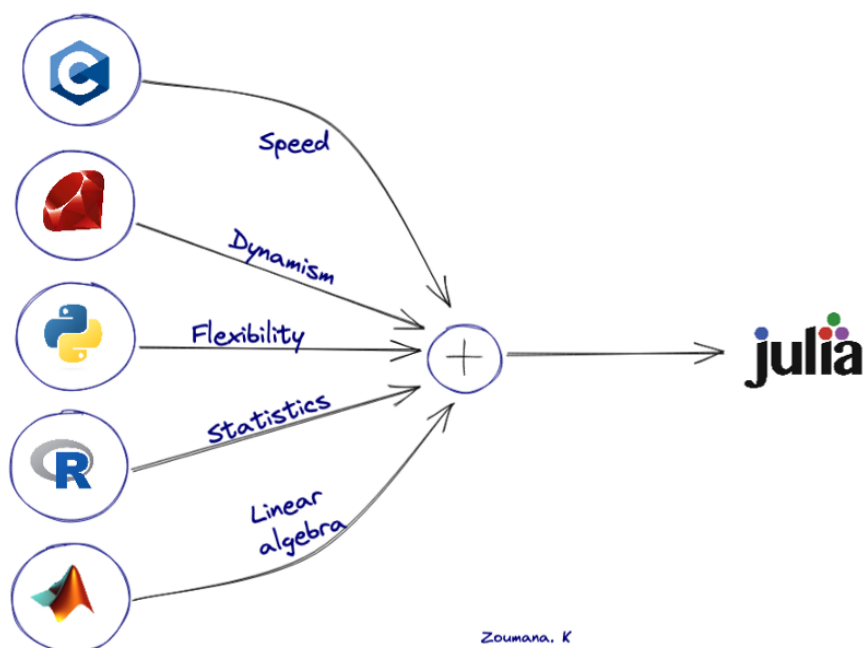 C
Speed
Dynamism
Flexibility
Statistics
R
Linear
algebra
julia
Zoumana. K